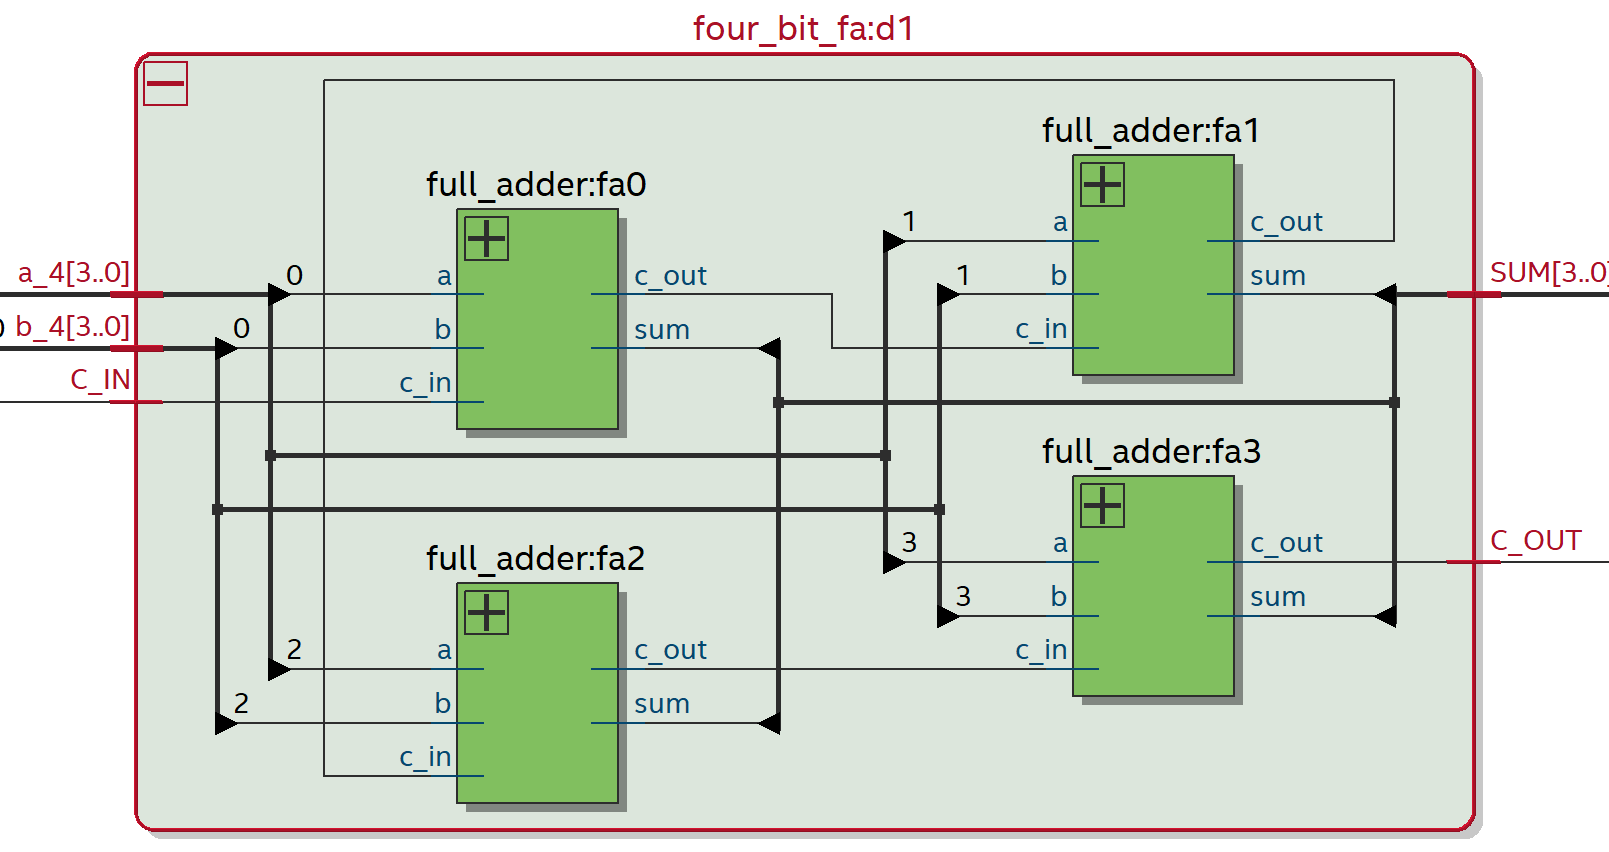 four_bit_fa:d1
full_adder:fa1
full_adder:fa0
1
a
c_out
a_4[3..0]
0
a
c_out
1
b
sum
SUM[3..0]
b_4[3..0]
0
b
sum
c_in
C_IN
c_in
full_adder:fa3
3
a
c_out
C_OUT
full_adder:fa2
3
b
sum
2
a
c_out
c_in
2
b
sum
c_in